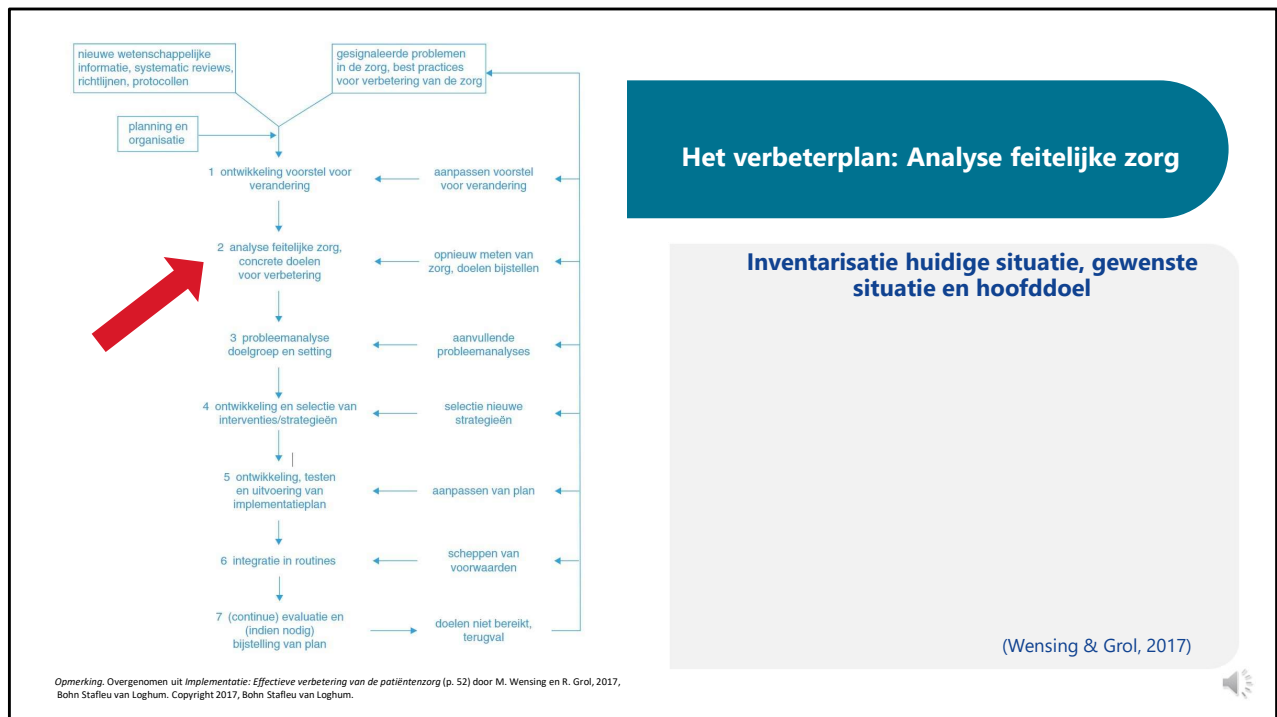 nieuwe wetenschappelijke
informatie, systematic reviews,
richtlijnen, protocollen
gesignaleerde problemen
in de zorg, best practices
voor verbetering van de zorg
planning en
organisatie
1 ontwikkeling voorstel voor
verandering
aanpassen voorstel
voor verandering
2 analyse feitelijke zorg,
concrete doelen
voor verbetering
opnieuw meten van
zorg, doelen bijstellen
3 probleemanalyse
doelgroep en setting
aanvullende
probleemanalyses
4 ontwikkeling en selectie van
interventies/strategieën
selectie nieuwe
strategieën
5 ontwikkeling, testen
en uitvoering van
implementatieplan
aanpassen van plan
6 integratie in routines
scheppen van
voorwaarden
7 (continue) evaluatie en
(indien nodig)
bijstelling van plan
doelen niet bereikt,
terugval
Opmerking. Overgenomen uit Implementatie: Effectieve verbetering van de patiëntenzorg (p. 52) door M. Wensing en R. Grol, 2017,
Bohn Stafleu van Loghum. Copyright 2017, Bohn Stafleu van Loghum.
Het verbeterplan: Analyse feitelijke zorg
Inventarisatie huidige situatie, gewenste
situatie en hoofddoel
(Wensing & Grol, 2017)